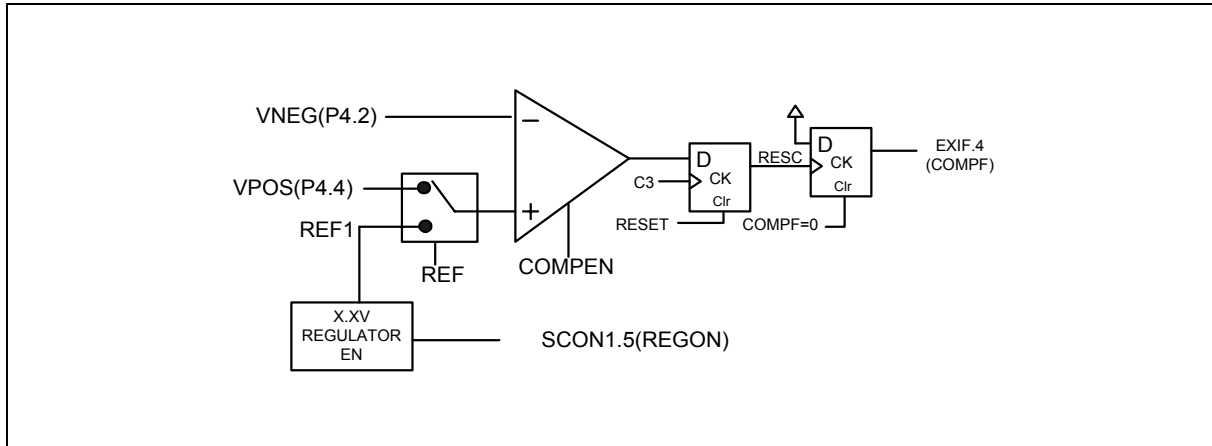 VNEG(P4.2)
−
VPOS(P4.4)
REF1
REF
+
COMPEN
D
CK
Clr
C3
RESET
RESC
D
CK
Clr
COMPF=0
EXIF.4
(COMPF)
X.XV
REGULATOR
EN
SCON1.5(REGON)